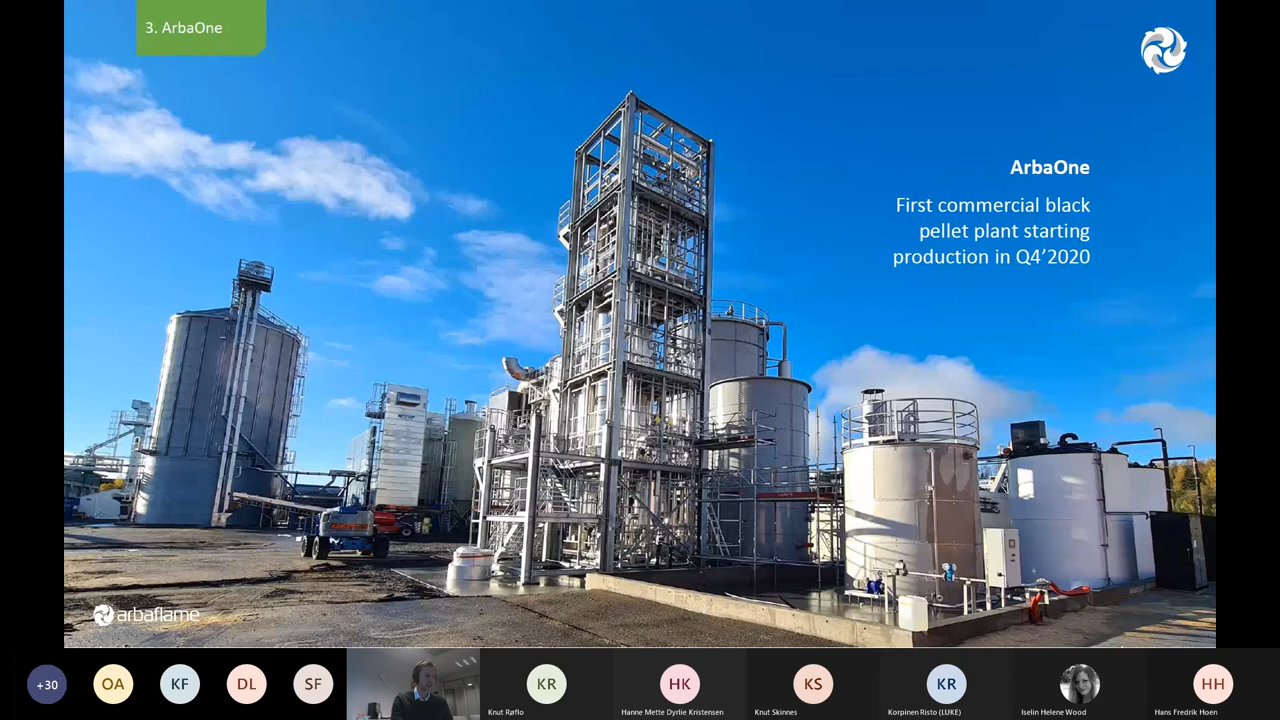 3. ArbaOne
ArbaOne
First commercial black
pellet plant starting
production in Q4’2020
arbaflame
+30
OA
KF
DL
SF
KR
HK
KS
KR
HH
Knut Røflo
Hanne Mette Dyrlie Kristensen
Knut Skinnes
Korpinen Risto (LUKE)
Iselin Helene Wood
Hans Fredrik Hoen